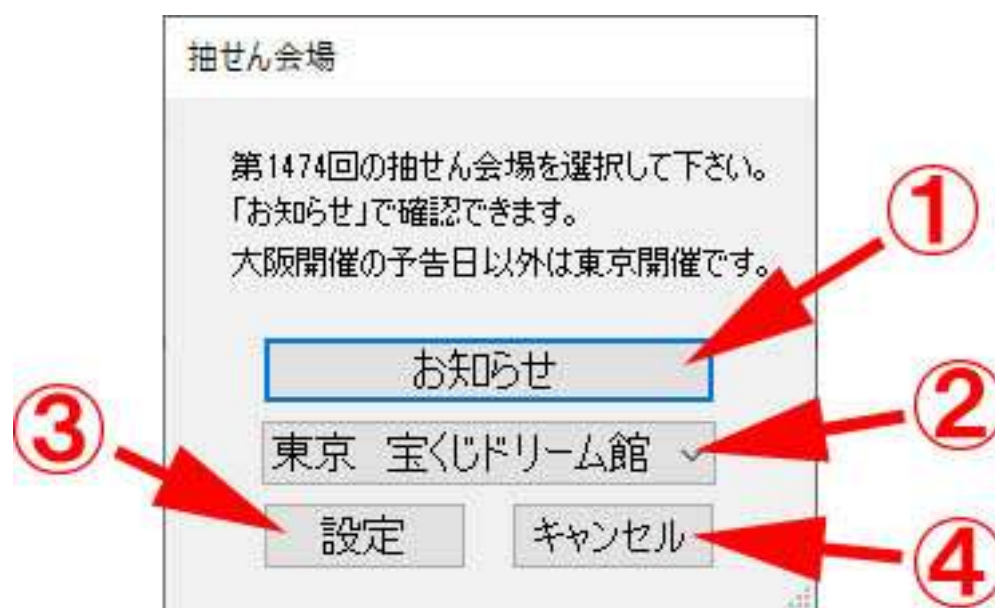 抽せん会場
第1474回の抽せん会場を選択して下さい。
「お知らせ」で確認できます。
大阪開催の予告日以外は東京開催です。
①
お知らせ
②
東京 宝くじドリーム館
③
設定
キャンセル
④